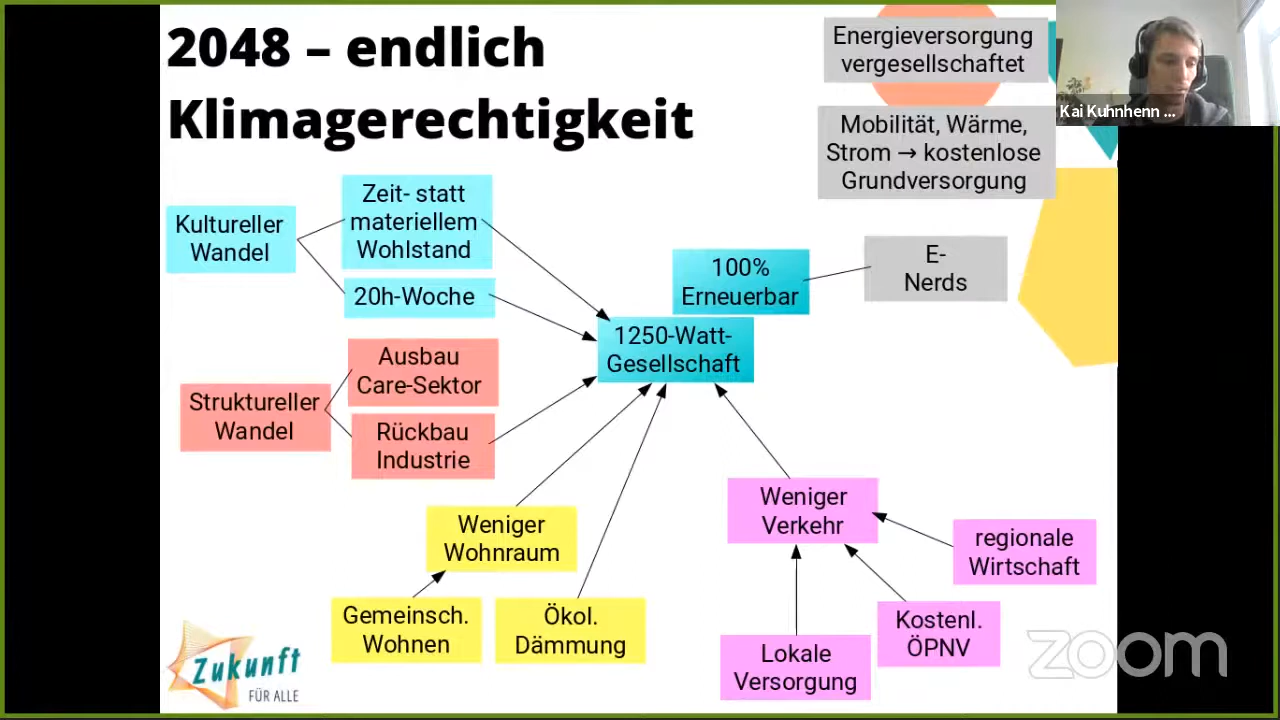 2048 – endlich
Klimagerechtigkeit
Energieversorgung
vergesellschaftet
Kai Kuhnhenn ...
Mobilität, Wärme,
Strom → kostenlose
Grundversorgung
Kultureller
Wandel
Zeit- statt
materiellem
Wohlstand
20h-Woche
100%
Erneuerbar
E-
Nerds
1250-Watt-
Gesellschaft
Struktureller
Wandel
Ausbau
Care-Sektor
Rückbau
Industrie
Weniger
Wohnraum
Gemeinsch.
Wohnen
Ökol.
Dämmung
Weniger
Verkehr
regionale
Wirtschaft
Kostenl.
ÖPNV
Lokale
Versorgung
Zukunft
FÜR ALLE
zoom